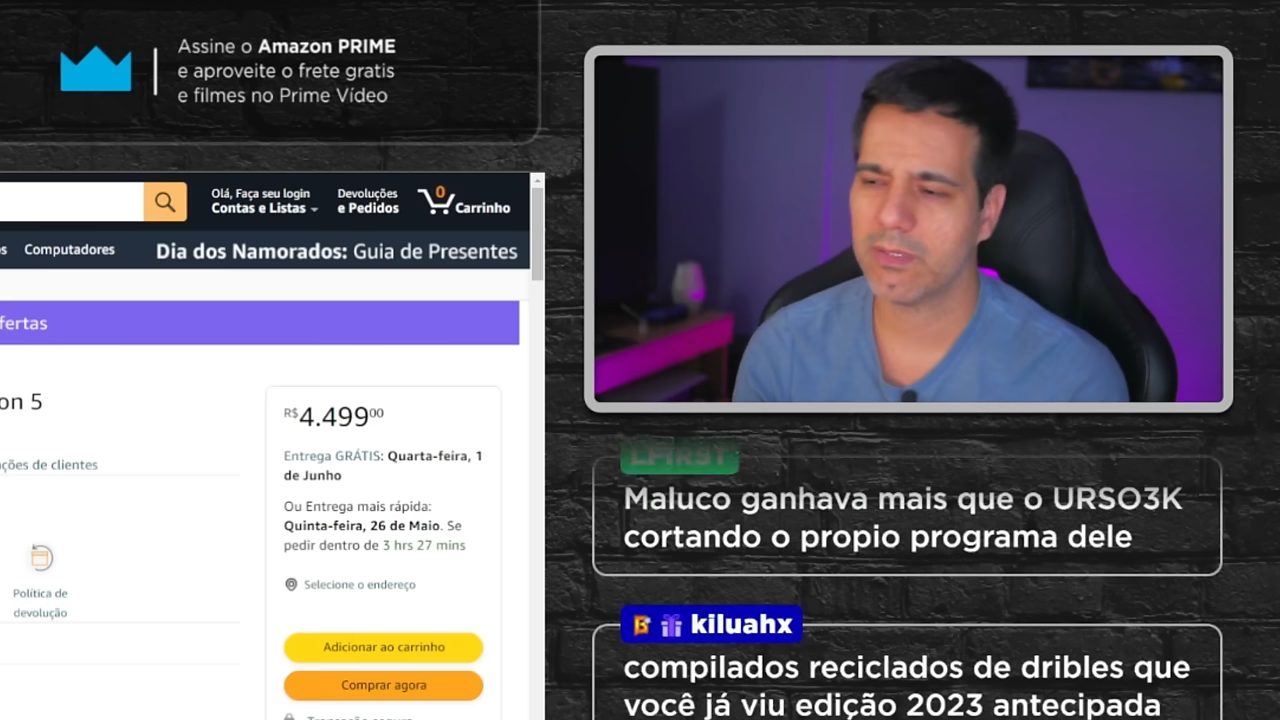 Assine o Amazon PRIME
e aproveite o frete gratis
e filmes no Prime Vídeo
Olá, Faça seu login
Contas e Listas
Devoluções
e Pedidos
0
Carrinho
Computadores
Dia dos Namorados: Guia de Presentes
fertas
on 5
ções de clientes
Política de
devolução
R$4.49900
Entrega GRÁTIS: Quarta-feira, 1
de Junho
Ou Entrega mais rápida:
Quinta-feira, 26 de Maio. Se
pedir dentro de 3 hrs 27 mins
Selecione o endereço
Adicionar ao carrinho
Comprar agora
LFIR9T
Maluco ganhava mais que o URSO3K
cortando o propio programa dele
kiluahx
compilados reciclados de dribles que
você já viu edição 2023 antecipada